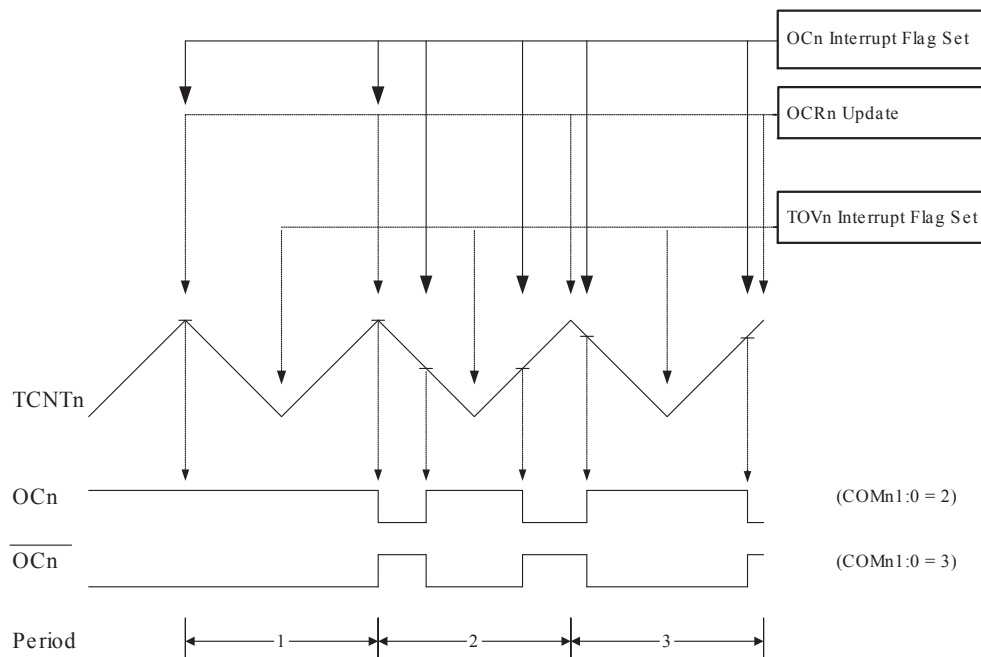 OCn Interrupt Flag Set
OCRn Update
TOVn Interrupt Flag Set
TCNTn
OCn (COMn1:0 = 2)
OCn (COMn1:0 = 3)
Period 1 2 3